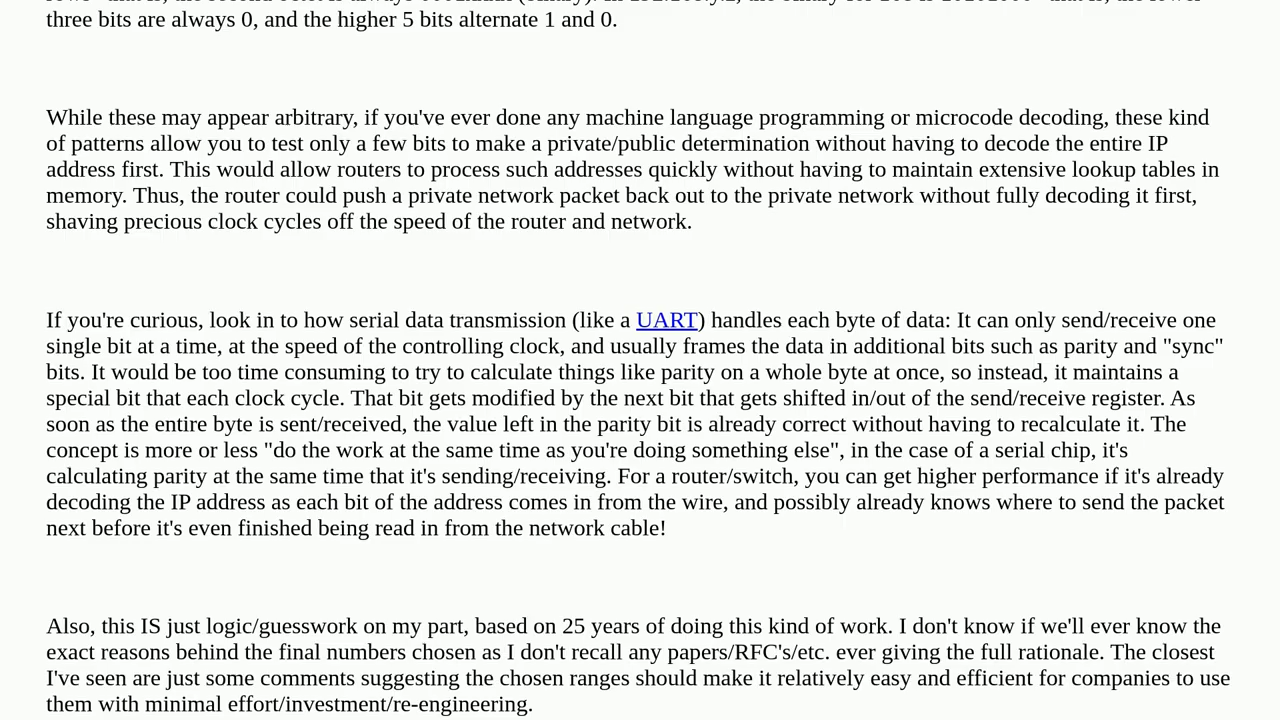 three bits are always 0, and the higher 5 bits alternate 1 and 0.
While these may appear arbitrary, if you've ever done any machine language programming or microcode decoding, these kind
of patterns allow you to test only a few bits to make a private/public determination without having to decode the entire IP
address first. This would allow routers to process such addresses quickly without having to maintain extensive lookup tables in
memory. Thus, the router could push a private network packet back out to the private network without fully decoding it first,
shaving precious clock cycles off the speed of the router and network.
If you're curious, look in to how serial data transmission (like a UART) handles each byte of data: It can only send/receive one
single bit at a time, at the speed of the controlling clock, and usually frames the data in additional bits such as parity and "sync"
bits. It would be too time consuming to try to calculate things like parity on a whole byte at once, so instead, it maintains a
special bit that each clock cycle. That bit gets modified by the next bit that gets shifted in/out of the send/receive register. As
soon as the entire byte is sent/received, the value left in the parity bit is already correct without having to recalculate it. The
concept is more or less "do the work at the same time as you're doing something else", in the case of a serial chip, it's
calculating parity at the same time that it's sending/receiving. For a router/switch, you can get higher performance if it's already
decoding the IP address as each bit of the address comes in from the wire, and possibly already knows where to send the packet
next before it's even finished being read in from the network cable!
Also, this IS just logic/guesswork on my part, based on 25 years of doing this kind of work. I don't know if we'll ever know the
exact reasons behind the final numbers chosen as I don't recall any papers/RFC's/etc. ever giving the full rationale. The closest
I've seen are just some comments suggesting the chosen ranges should make it relatively easy and efficient for companies to use
them with minimal effort/investment/re-engineering.